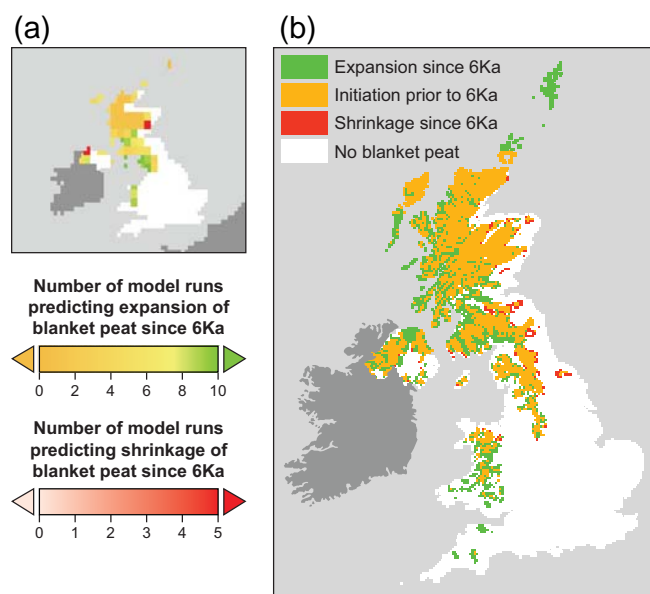 (a)
Number of model runs
predicting expansion of
blanket peat since 6Ka
0 2 4 6 8 10
Number of model runs
predicting shrinkage of
blanket peat since 6Ka
0 1 2 3 4 5
(b)
Expansion since 6Ka
Initiation prior to 6Ka
Shrinkage since 6Ka
No blanket peat